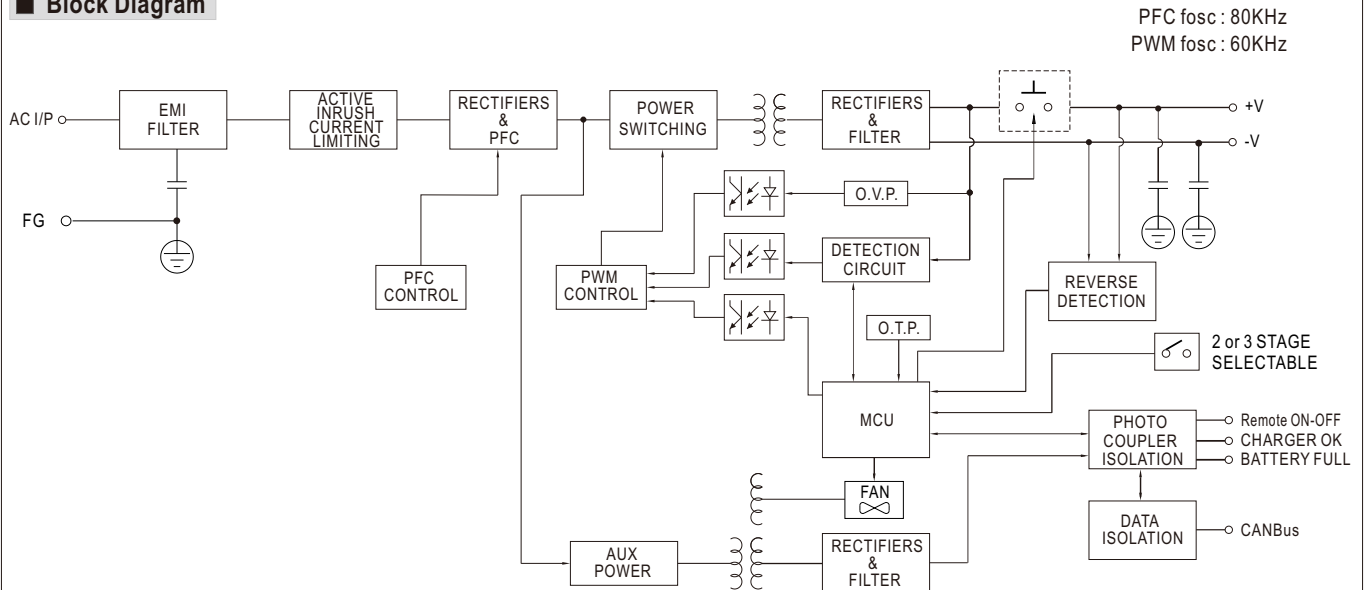 ■ Block Diagram
PFC fosc : 80KHz
PWM fosc : 60KHz
AC I/P
EMI
FILTER
ACTIVE
INRUSH
CURRENT
LIMITING
RECTIFIERS
&
PFC
POWER
SWITCHING
RECTIFIERS
&
FILTER
+V
-V
FG
O.V.P.
DETECTION
CIRCUIT
PFC
CONTROL
PWM
CONTROL
REVERSE
DETECTION
O.T.P.
2 or 3 STAGE
SELECTABLE
MCU
PHOTO
COUPLER
ISOLATION
Remote ON-OFF
CHARGER OK
BATTERY FULL
FAN
DATA
ISOLATION
CANBus
AUX
POWER
RECTIFIERS
&
FILTER